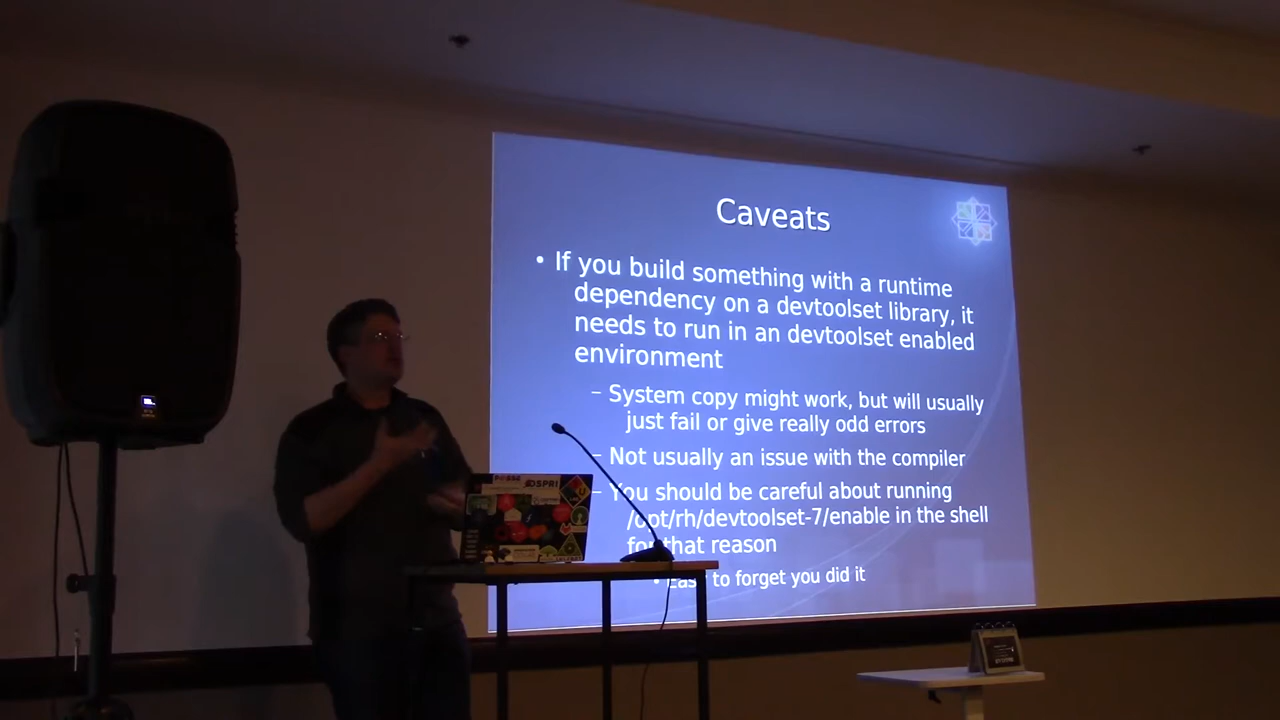 Caveats
• If you build something with a runtime
dependency on a devtoolset library, it
needs to run in an devtoolset enabled
environment
– System copy might work, but will usually
just fail or give really odd errors
– Not usually an issue with the compiler
– You should be careful about running
/opt/rh/devtoolset-7/enable in the shell
for that reason
• Easy to forget you did it
POSSE
OSPRI